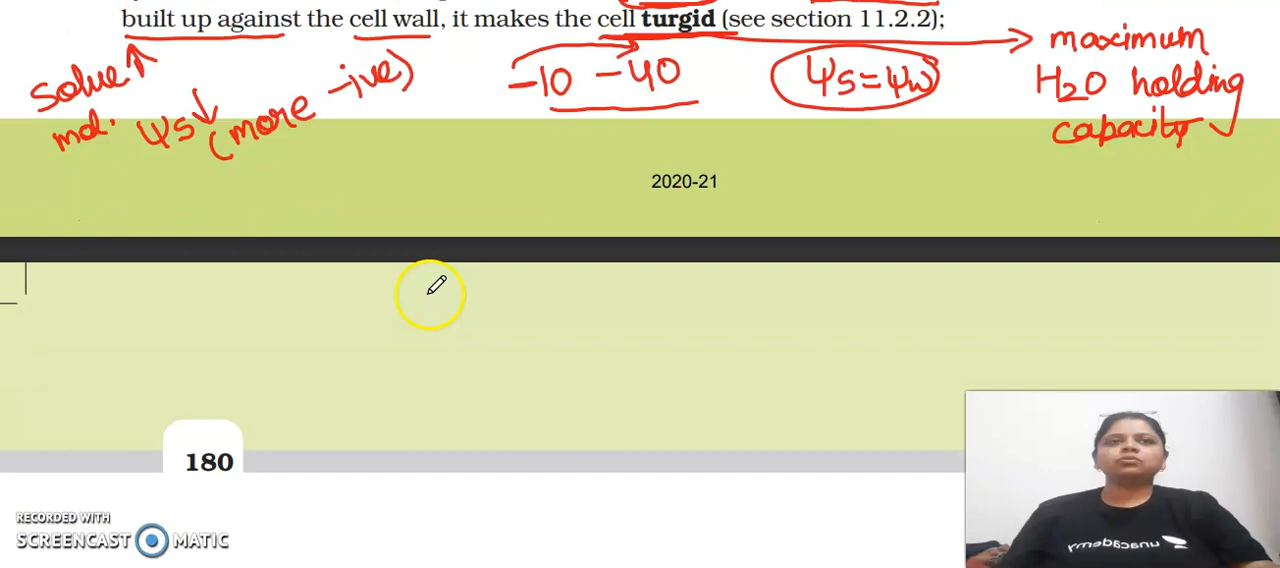 built up against the cell wall, it makes the cell turgid (see section 11.2.2);
solute↑
mol. ψs↓ (more -ive)
-10 -40
ψs=ψw
maximum
H2O holding
capacity
2020-21
180
RECORDED WITH
SCREENCAST MATIC
unacademy